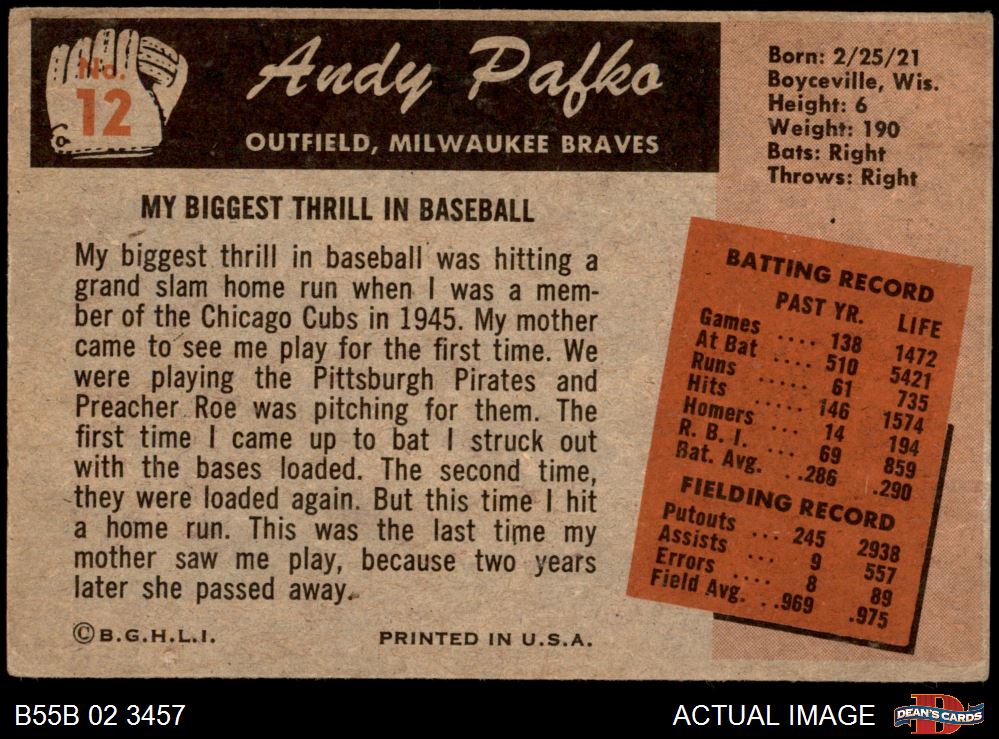 No.
12
Andy Pafko
OUTFIELD, MILWAUKEE BRAVES
Born: 2/25/21
Boyceville, Wis.
Height: 6
Weight: 190
Bats: Right
Throws: Right
MY BIGGEST THRILL IN BASEBALL
My biggest thrill in baseball was hitting a
grand slam home run when I was a mem-
ber of the Chicago Cubs in 1945. My mother
came to see me play for the first time. We
were playing the Pittsburgh Pirates and
Preacher Roe was pitching for them. The
first time I came up to bat I struck out
with the bases loaded. The second time,
they were loaded again. But this time I hit
a home run. This was the last time my
mother saw me play, because two years
later she passed away.
©B.G.H.L.I. PRINTED IN U.S.A.
BATTING RECORD
PAST YR. LIFE
Games .... 138 1472
At Bat .... 510 5421
Runs ..... 61 735
Hits ..... 146 1574
Homers ... 14 194
R. B. I. .... 69 859
Bat. Avg. ..286 .290
FIELDING RECORD
Putouts ... 245 2938
Assists ... 9 557
Errors .... 8 89
Field Avg. ..969 .975
B55B 02 3457
ACTUAL IMAGE
D
DEAN'S CARDS